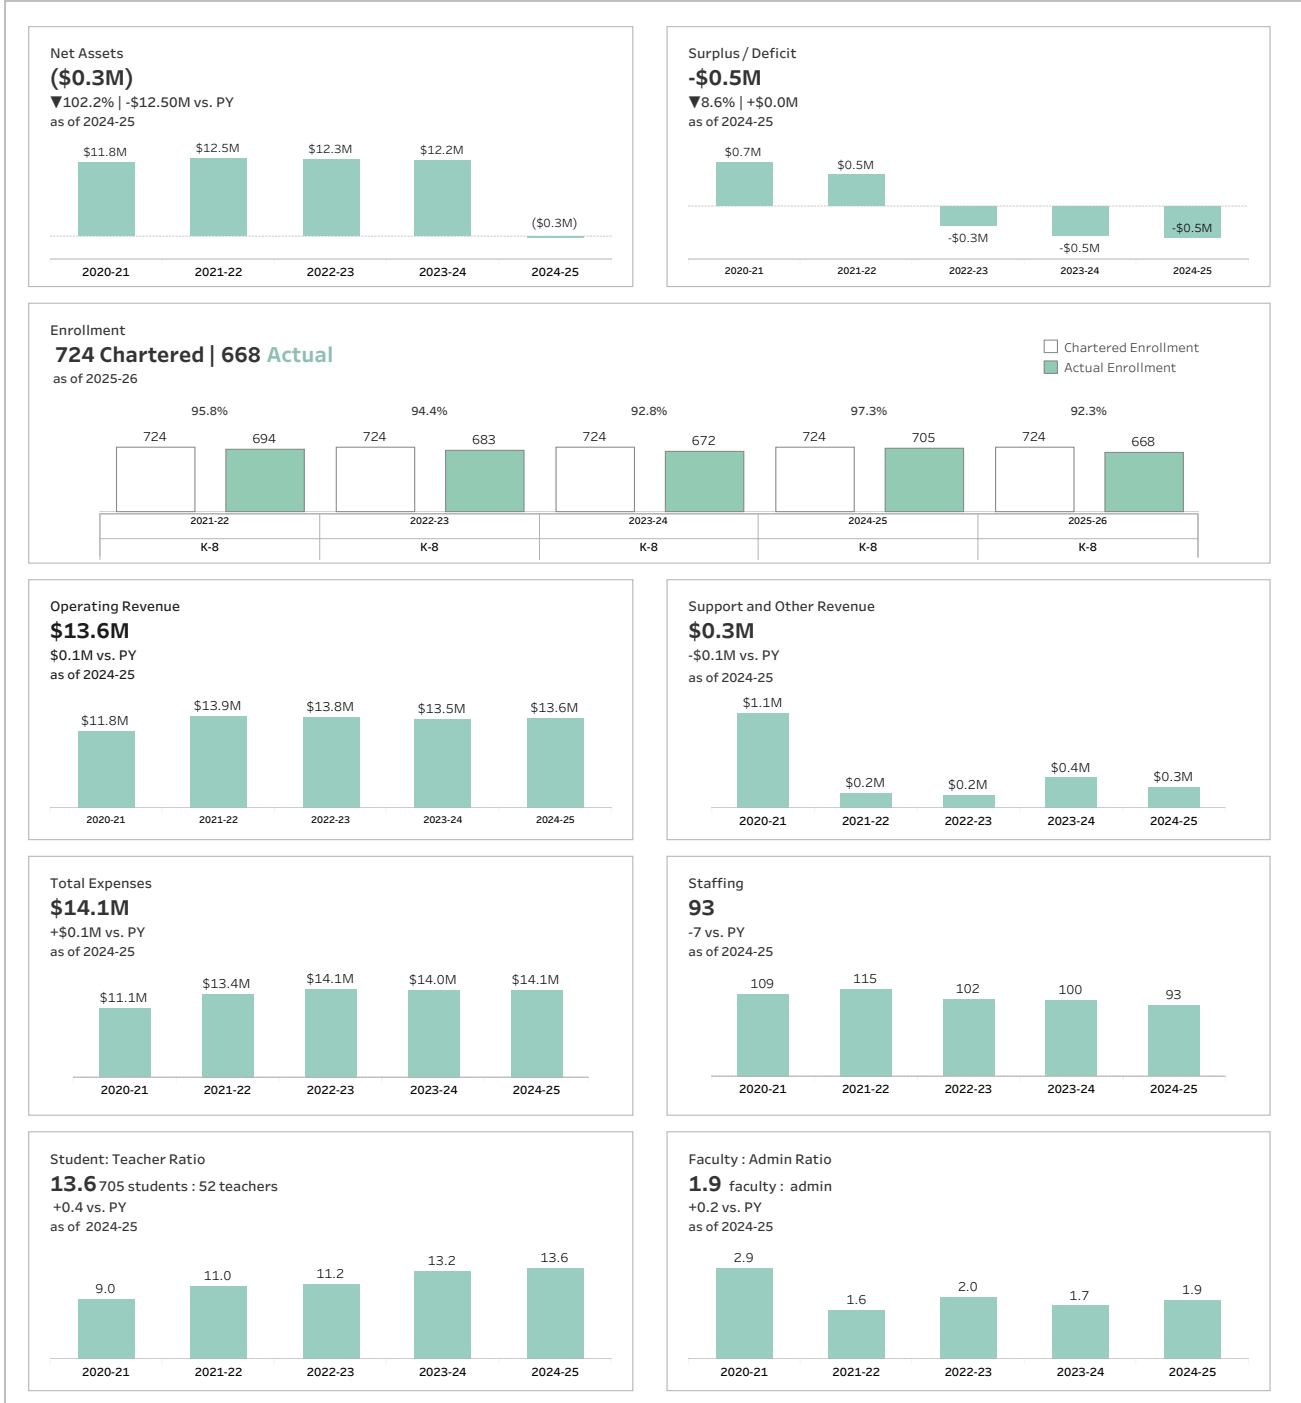 Net Assets
($0.3M)
▼102.2% | -$12.50M vs. PY
as of 2024-25
$11.8M $12.5M $12.3M $12.2M ($0.3M)
2020-21 2021-22 2022-23 2023-24 2024-25
Surplus / Deficit
-$0.5M
▼8.6% | +$0.0M
as of 2024-25
$0.7M $0.5M -$0.3M -$0.5M -$0.5M
2020-21 2021-22 2022-23 2023-24 2024-25
Enrollment
724 Chartered | 668 Actual
as of 2025-26
Chartered Enrollment
Actual Enrollment
95.8% 94.4% 92.8% 97.3% 92.3%
724 694 724 683 724 672 724 705 724 668
2021-22 2022-23 2023-24 2024-25 2025-26
K-8 K-8 K-8 K-8 K-8
Operating Revenue
$13.6M
$0.1M vs. PY
as of 2024-25
$11.8M $13.9M $13.8M $13.5M $13.6M
2020-21 2021-22 2022-23 2023-24 2024-25
Support and Other Revenue
$0.3M
-$0.1M vs. PY
as of 2024-25
$1.1M $0.2M $0.2M $0.4M $0.3M
2020-21 2021-22 2022-23 2023-24 2024-25
Total Expenses
$14.1M
+$0.1M vs. PY
as of 2024-25
$11.1M $13.4M $14.1M $14.0M $14.1M
2020-21 2021-22 2022-23 2023-24 2024-25
Staffing
93
-7 vs. PY
as of 2024-25
109 115 102 100 93
2020-21 2021-22 2022-23 2023-24 2024-25
Student: Teacher Ratio
13.6 705 students : 52 teachers
+0.4 vs. PY
as of 2024-25
9.0 11.0 11.2 13.2 13.6
2020-21 2021-22 2022-23 2023-24 2024-25
Faculty : Admin Ratio
1.9 faculty : admin
+0.2 vs. PY
as of 2024-25
2.9 1.6 2.0 1.7 1.9
2020-21 2021-22 2022-23 2023-24 2024-25